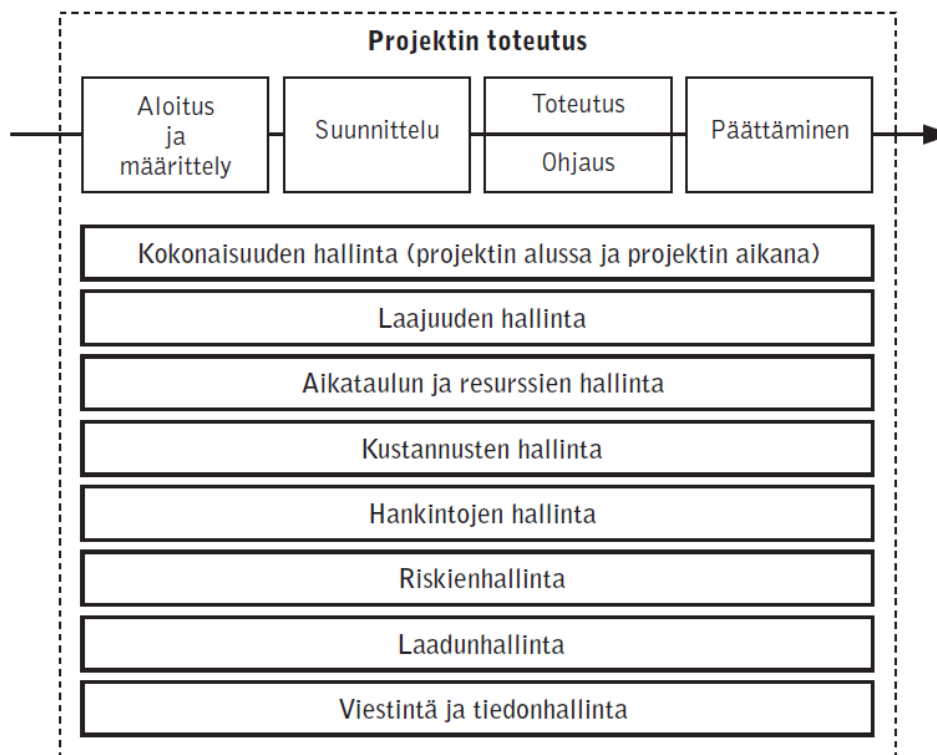 Projektin toteutus
Aloitus
ja
määrittely
Suunnittelu
Toteutus
Ohjaus
Päättäminen
Kokonaisuuden hallinta (projektin alussa ja projektin aikana)
Laajuuden hallinta
Aikataulun ja resurssien hallinta
Kustannusten hallinta
Hankintojen hallinta
Riskienhallinta
Laadunhallinta
Viestintä ja tiedonhallinta